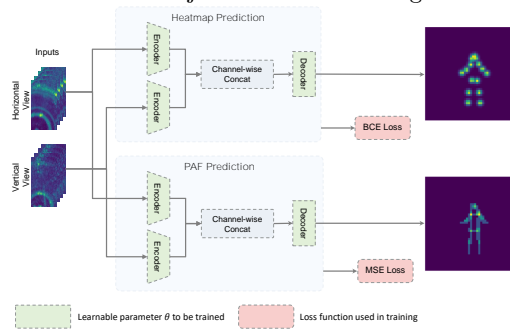 Heatmap Prediction
Inputs
Horizontal
View
Encoder
Encoder
Channel-wise
Concat
Decoder
BCE Loss
Vertical
View
PAF Prediction
Encoder
Encoder
Channel-wise
Concat
Decoder
MSE Loss
Learnable parameter θ to be trained
Loss function used in training